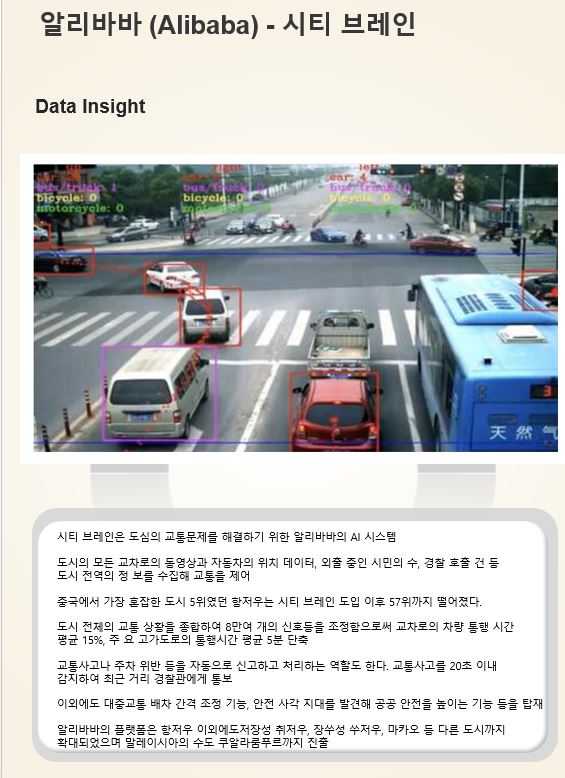 알리바바 (Alibaba) - 시티 브레인
Data Insight
up
right
left
car: 4
bus/truck: 1
bus/truck: 0
bus/truck: 0
bicycle: 0
bicycle: 0
bicycle: 0
motorcycle: 0
motorcycle: 0
3
天然气
시티 브레인은 도심의 교통문제를 해결하기 위한 알리바바의 AI 시스템
도시의 모든 교차로의 동영상과 자동차의 위치 데이터, 외출 중인 시민의 수, 경찰 호출 건 등
도시 전역의 정 보를 수집해 교통을 제어
중국에서 가장 혼잡한 도시 5위였던 항저우는 시티 브레인 도입 이후 57위까지 떨어졌다.
도시 전체의 교통 상황을 종합하여 8만여 개의 신호등을 조정함으로써 교차로의 차량 통행 시간
평균 15%, 주 요 고가도로의 통행시간 평균 5분 단축
교통사고나 주차 위반 등을 자동으로 신고하고 처리하는 역할도 한다. 교통사고를 20초 이내
감지하여 최근 거리 경찰관에게 통보
이외에도 대중교통 배차 간격 조정 기능, 안전 사각 지대를 발견해 공공 안전을 높이는 기능 등을 탑재
알리바바의 플랫폼은 항저우 이외에도저장성 취저우, 장쑤성 쑤저우, 마카오 등 다른 도시까지
확대되었으며 말레이시아의 수도 쿠알라룸푸르까지 진출